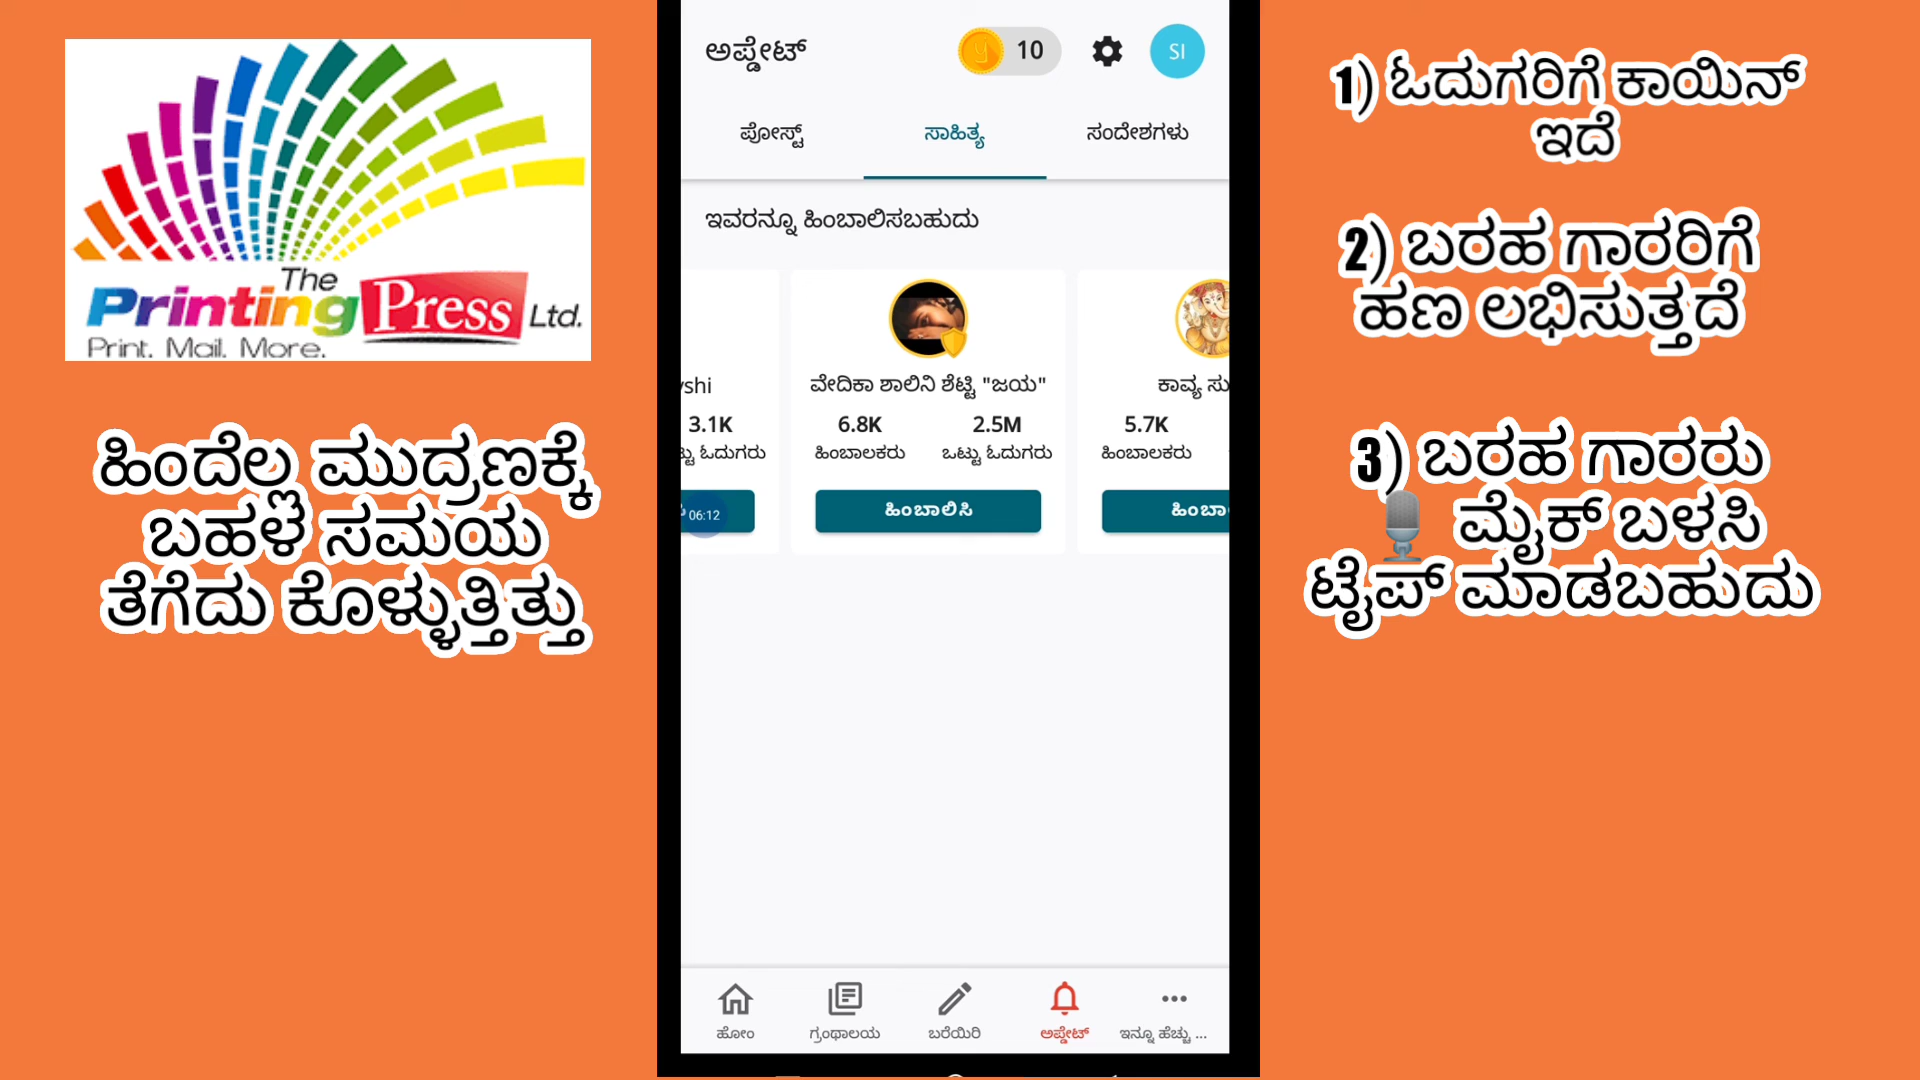 The
Printing Press Ltd.
Print. Mail. More.
ಹಿಂದೆಲ್ಲ ಮುದ್ರಣಕ್ಕೆ
ಬಹಳ ಸಮಯ
ತೆಗೆದು ಕೊಳ್ಳುತ್ತಿತ್ತು
ಅಪ್ಡೇಟ್
10
SI
ಪೋಸ್ಟ್
ಸಾಹಿತ್ಯ
ಸಂದೇಶಗಳು
ಇವರನ್ನೂ ಹಿಂಬಾಲಿಸಬಹುದು
3.1K
ಓದುಗರು
06:12
ವೇದಿಕಾ ಶಾಲಿನಿ ಶೆಟ್ಟಿ "ಜಯ"
6.8K 2.5M
ಹಿಂಬಾಲಕರು ಒಟ್ಟು ಓದುಗರು
ಹಿಂಬಾಲಿಸಿ
ಕಾವ್ಯ
5.7K
ಹಿಂಬಾಲಕರು
ಹೋಂ
ಗ್ರಂಥಾಲಯ
ಬರೆಯಿರಿ
ಅಪ್ಡೇಟ್
ಇನ್ನೂ ಹೆಚ್ಚು ...
1) ಓದುಗರಿಗೆ ಕಾಯಿನ್
ಇದೆ
2) ಬರಹ ಗಾರರಿಗೆ
ಹಣ ಲಭಿಸುತ್ತದೆ
3) ಬರಹ ಗಾರರು
ಮೈಕ್ ಬಳಸಿ
ಟೈಪ್ ಮಾಡಬಹುದು